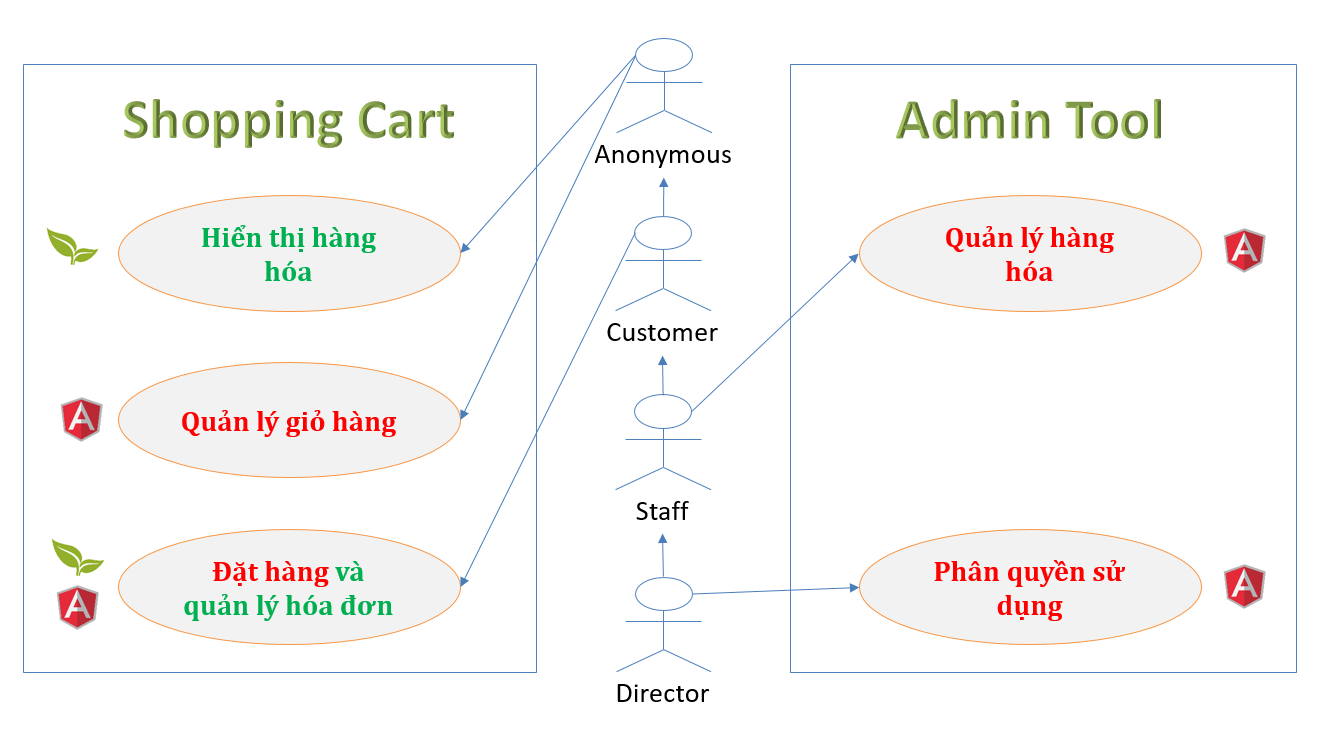 Shopping Cart
Hiển thị hàng
hóa
Quản lý giỏ hàng
Đặt hàng và
quản lý hóa đơn
Anonymous
Customer
Staff
Director
Admin Tool
Quản lý hàng
hóa
Phân quyền sử
dụng